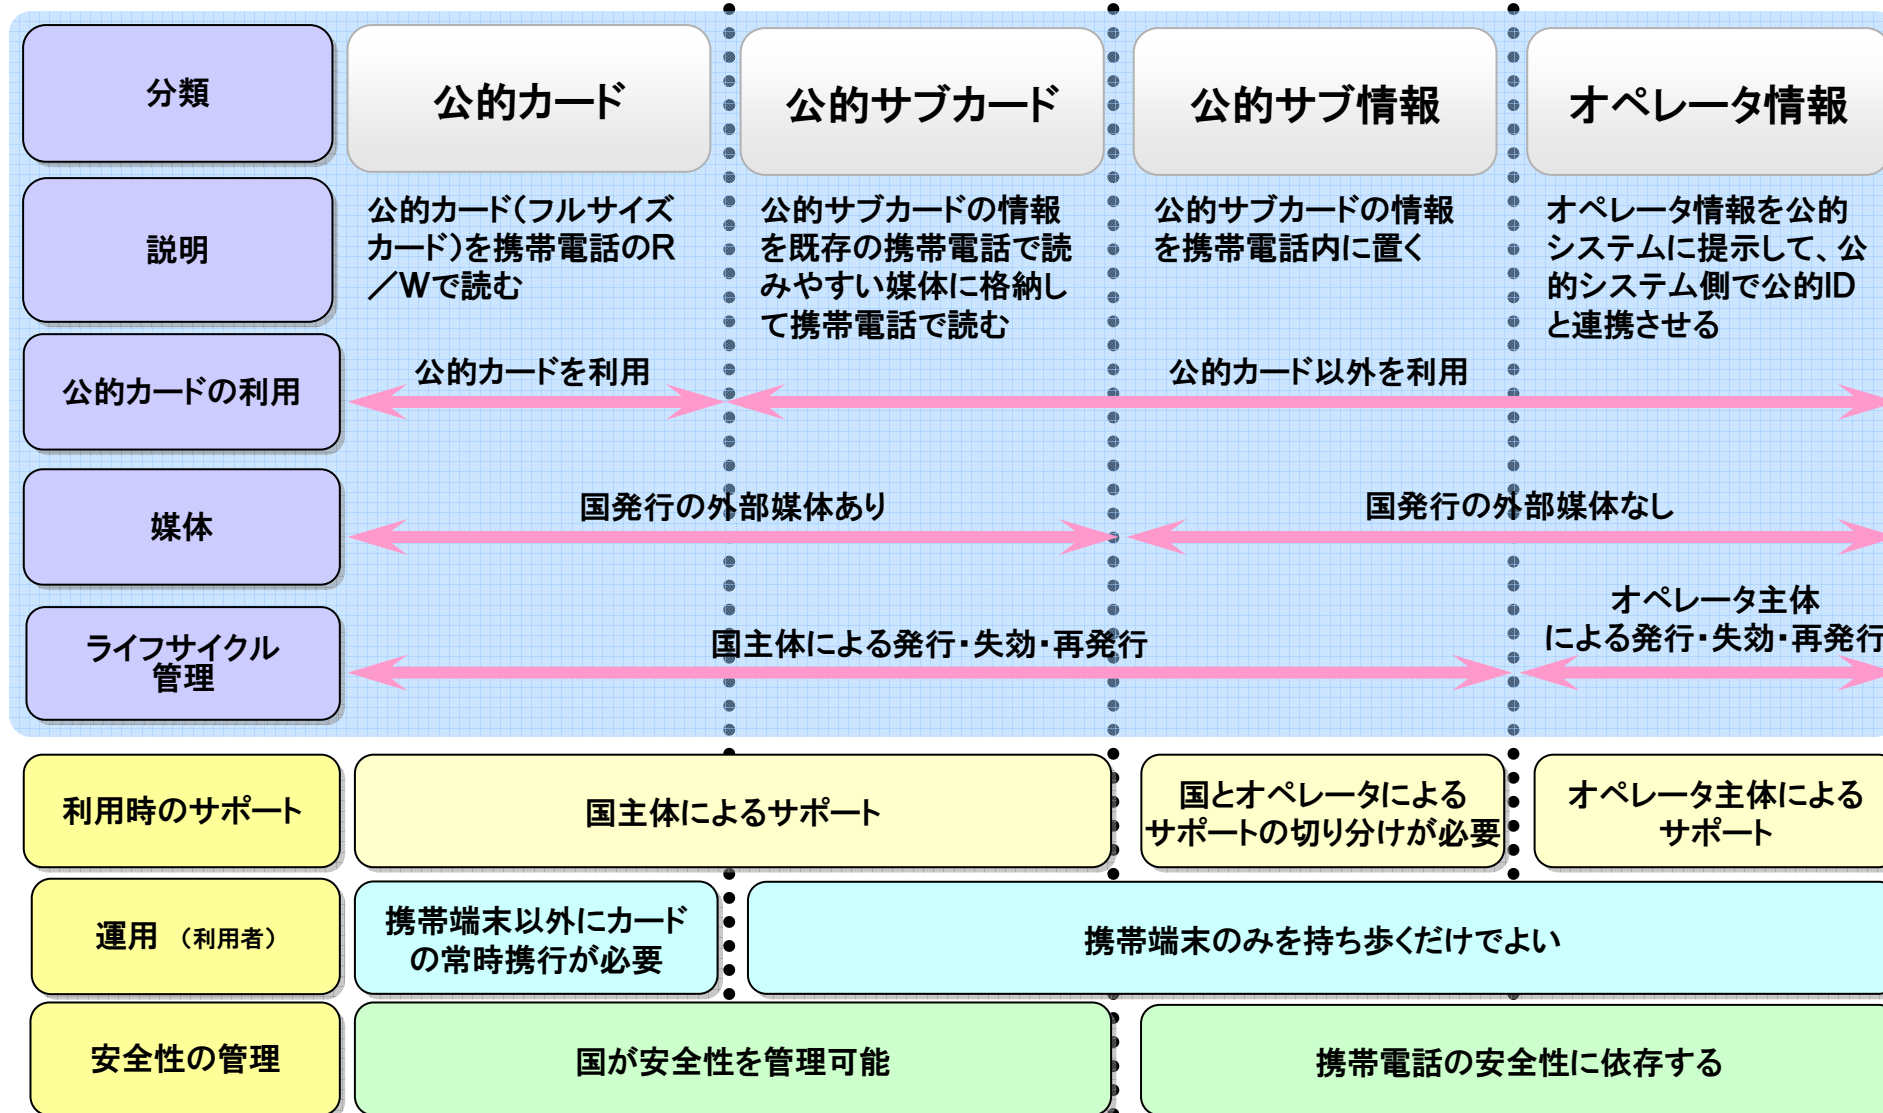 分類
公的カード
公的サブカード
公的サブ情報
オペレータ情報
説明
公的カード(フルサイズ
カード)を携帯電話のR
／Wで読む
公的サブカードの情報
を既存の携帯電話で読
みやすい媒体に格納し
て携帯電話で読む
公的サブカードの情報
を携帯電話内に置く
オペレータ情報を公的
システムに提示して、公
的システム側で公的ID
と連携させる
公的カードの利用
公的カードを利用
公的カード以外を利用
媒体
国発行の外部媒体あり
国発行の外部媒体なし
ライフサイクル
管理
国主体による発行・失効・再発行
オペレータ主体
による発行・失効・再発行
利用時のサポート
国主体によるサポート
国とオペレータによる
サポートの切り分けが必要
オペレータ主体による
サポート
運用 （利用者）
携帯端末以外にカード
の常時携行が必要
携帯端末のみを持ち歩くだけでよい
安全性の管理
国が安全性を管理可能
携帯電話の安全性に依存する